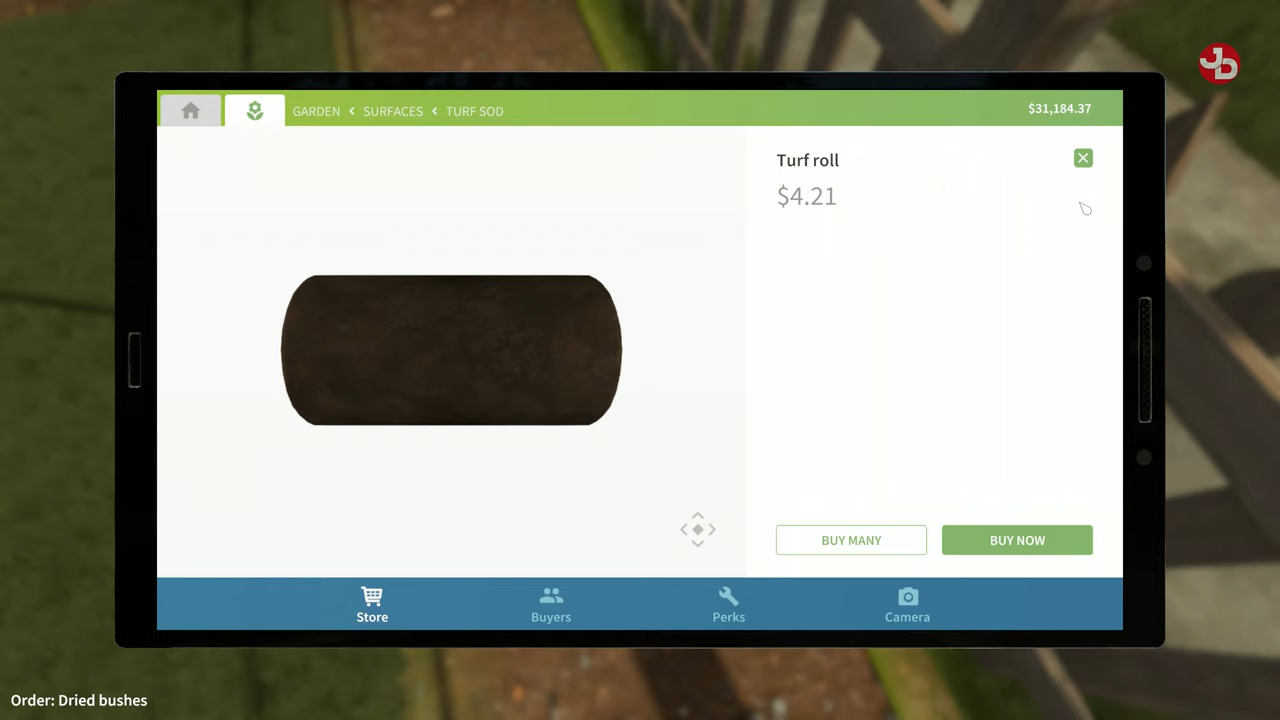 JD
GARDEN < SURFACES < TURF SOD
$31,184.37
Turf roll
$4.21
BUY MANY
BUY NOW
Store
Buyers
Perks
Camera
Order: Dried bushes